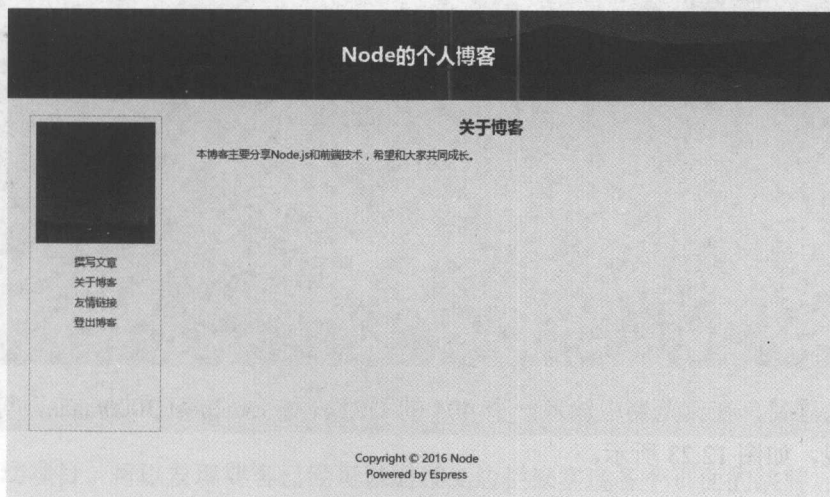 Node的个人博客
关于博客
本博客主要分享Node.js和前端技术，希望和大家共同成长。
撰写文章
关于博客
友情链接
登出博客
Copyright © 2016 Node
Powered by Espress